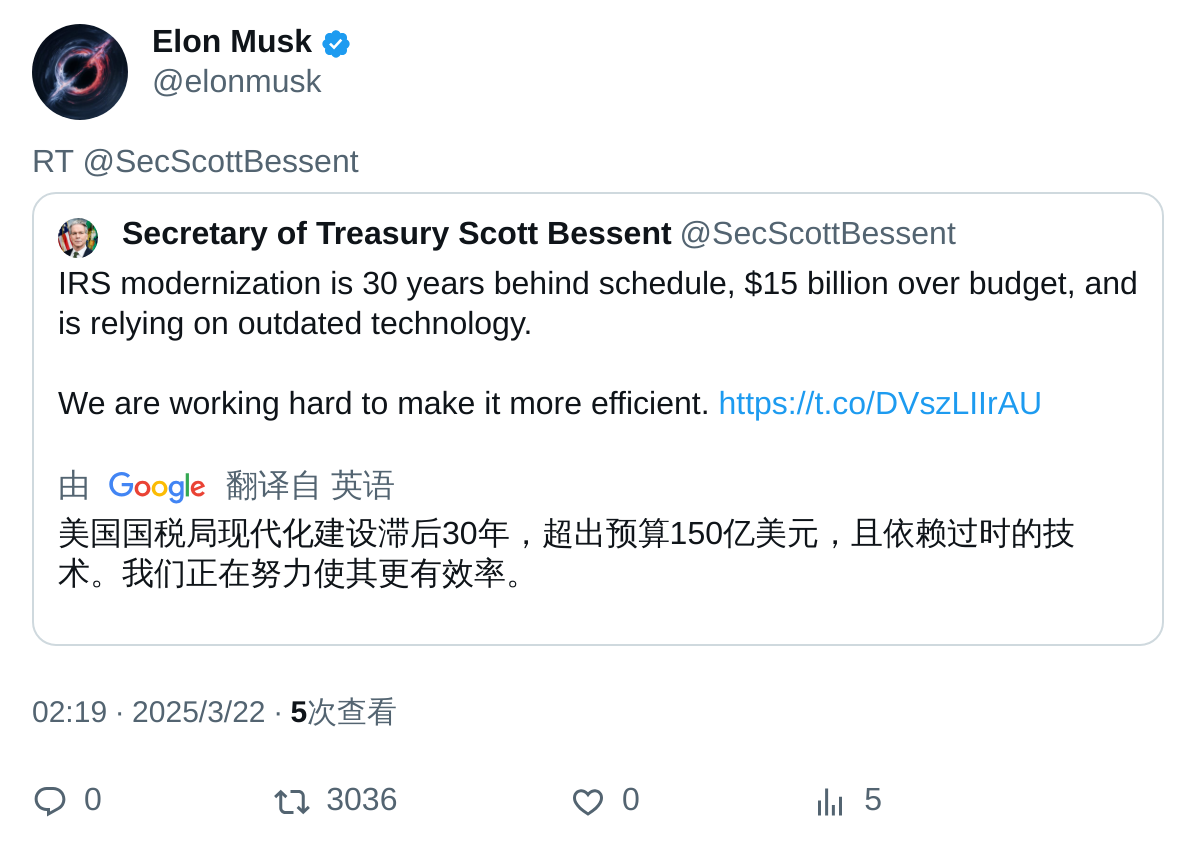 Elon Musk
@elonmusk
RT @SecScottBessent
Secretary of Treasury Scott Bessent @SecScottBessent
IRS modernization is 30 years behind schedule, $15 billion over budget, and
is relying on outdated technology.
We are working hard to make it more efficient. https://t.co/DVszLIIrAU
由 Google 翻译自 英语
美国国税局现代化建设滞后30年，超出预算150亿美元，且依赖过时的技
术。我们正在努力使其更有效率。
02:19 · 2025/3/22 · 5次查看
0 3036 0 5